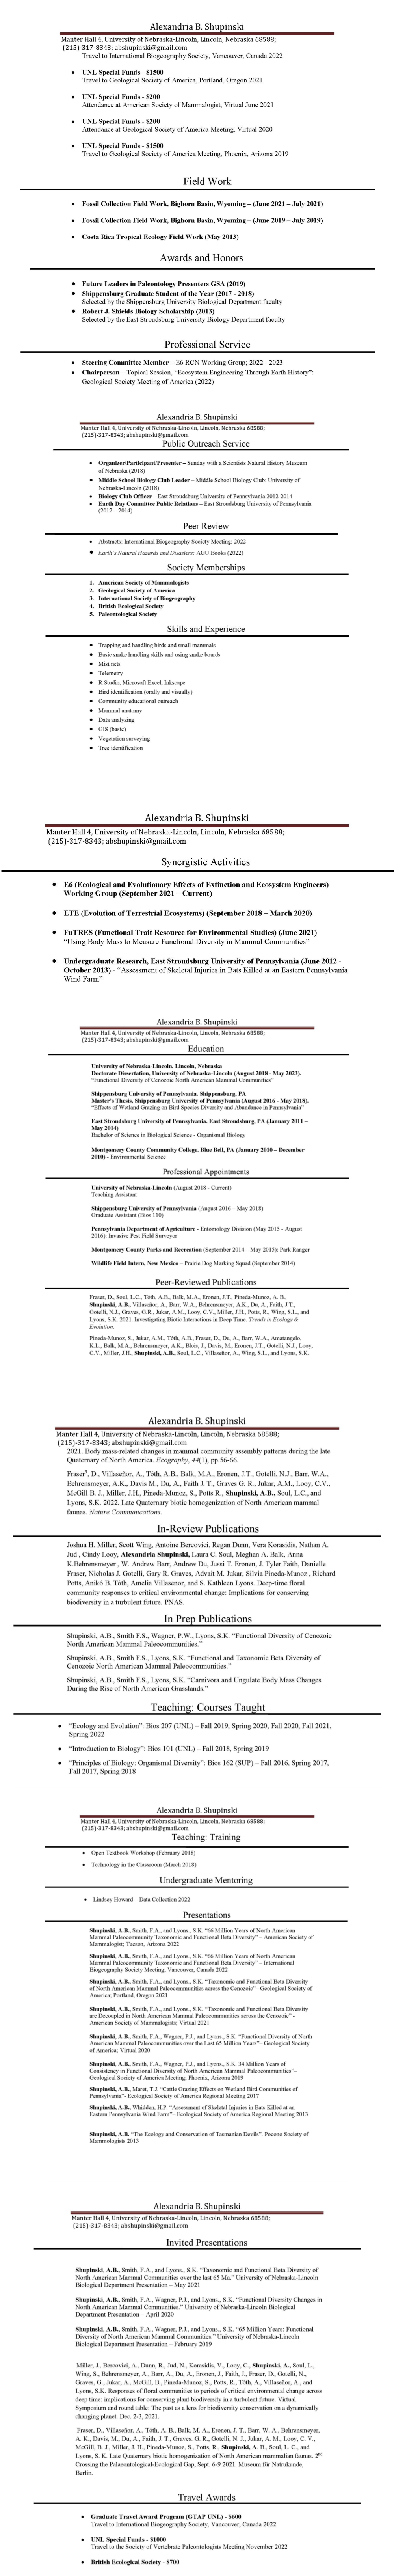 Alexandria B. Shupinski
Manter Hall 4, University of Nebraska-Lincoln, Lincoln, Nebraska 68588;
(215)-317-8343; abshupinski@gmail.com
Travel to International Biogeography Society, Vancouver, Canada 2022
• UNL Special Funds - $1500
Travel to Geological Society of America, Portland, Oregon 2021
• UNL Special Funds - $200
Attendance at American Society of Mammalogist, Virtual June 2021
• UNL Special Funds - $200
Attendance at Geological Society of America Meeting, Virtual 2020
• UNL Special Funds - $1500
Travel to Geological Society of America Meeting, Phoenix, Arizona 2019
Field Work
• Fossil Collection Field Work, Bighorn Basin, Wyoming – (June 2021 – July 2021)
• Fossil Collection Field Work, Bighorn Basin, Wyoming – (June 2019 – July 2019)
• Costa Rica Tropical Ecology Field Work (May 2013)
Awards and Honors
• Future Leaders in Paleontology Presenters GSA (2019)
• Shippensburg Graduate Student of the Year (2017 - 2018)
Selected by the Shippensburg University Biological Department faculty
• Robert J. Shields Biology Scholarship (2013)
Selected by the East Stroudsburg University Biology Department faculty
Professional Service
• Steering Committee Member – E6 RCN Working Group; 2022 - 2023
• Chairperson – Topical Session, “Ecosystem Engineering Through Earth History”:
Geological Society Meeting of America (2022)
Alexandria B. Shupinski
Manter Hall 4, University of Nebraska-Lincoln, Lincoln, Nebraska 68588;
(215)-317-8343; abshupinski@gmail.com
Public Outreach Service
• Organizer/Participant/Presenter – Sunday with a Scientists Natural History Museum
of Nebraska (2018)
• Middle School Biology Club Leader – Middle School Biology Club: University of
Nebraska-Lincoln (2018)
• Biology Club Officer – East Stroudsburg University of Pennsylvania 2012-2014
• Earth Day Committee Public Relations – East Stroudsburg University of Pennsylvania
(2012 – 2014)
Peer Review
• Abstracts: International Biogeography Society Meeting; 2022
• Earth's Natural Hazards and Disasters: AGU Books (2022)
Society Memberships
1. American Society of Mammalogists
2. Geological Society of America
3. International Society of Biogeography
4. British Ecological Society
5. Paleontological Society
Skills and Experience
• Trapping and handling birds and small mammals
• Basic snake handling skills and using snake boards
• Mist nets
• Telemetry
• R Studio, Microsoft Excel, Inkscape
• Bird identification (orally and visually)
• Community educational outreach
• Mammal anatomy
• Data analyzing
• GIS (basic)
• Vegetation surveying
• Tree identification
Alexandria B. Shupinski
Manter Hall 4, University of Nebraska-Lincoln, Lincoln, Nebraska 68588;
(215)-317-8343; abshupinski@gmail.com
Synergistic Activities
• E6 (Ecological and Evolutionary Effects of Extinction and Ecosystem Engineers)
Working Group (September 2021 – Current)
• ETE (Evolution of Terrestrial Ecosystems) (September 2018 – March 2020)
• FuTRES (Functional Trait Resource for Environmental Studies) (June 2021)
“Using Body Mass to Measure Functional Diversity in Mammal Communities”
• Undergraduate Research, East Stroudsburg University of Pennsylvania (June 2012 -
October 2013) - “Assessment of Skeletal Injuries in Bats Killed at an Eastern Pennsylvania
Wind Farm”
Alexandria B. Shupinski
Manter Hall 4, University of Nebraska-Lincoln, Lincoln, Nebraska 68588;
(215)-317-8343; abshupinski@gmail.com
Education
University of Nebraska-Lincoln. Lincoln, Nebraska
Doctorate Dissertation, University of Nebraska-Lincoln (August 2018 - May 2023).
“Functional Diversity of Cenozoic North American Mammal Communities”
Shippensburg University of Pennsylvania. Shippensburg, PA
Master's Thesis, Shippensburg University of Pennsylvania (August 2016 - May 2018).
“Effects of Wetland Grazing on Bird Species Diversity and Abundance in Pennsylvania”
East Stroudsburg University of Pennsylvania. East Stroudsburg, PA (January 2011 –
May 2014)
Bachelor of Science in Biological Science - Organismal Biology
Montgomery County Community College. Blue Bell, PA (January 2010 – December
2010) - Environmental Science
Professional Appointments
University of Nebraska-Lincoln (August 2018 - Current)
Teaching Assistant
Shippensburg University of Pennsylvania (August 2016 – May 2018)
Graduate Assistant (Bios 110)
Pennsylvania Department of Agriculture - Entomology Division (May 2015 - August
2016): Invasive Pest Field Surveyor
Montgomery County Parks and Recreation (September 2014 – May 2015): Park Ranger
Wildlife Field Intern, New Mexico – Prairie Dog Marking Squad (September 2014)
Peer-Reviewed Publications
Fraser, D., Soul, L.C., Tóth, A.B., Balk, M.A., Eronen, J.T., Pineda-Munoz, A. B.,
Shupinski, A.B., Villaseñor, A., Barr, W.A., Behrensmeyer, A.K., Du, A., Faith, J.T.,
Gotelli, N.J., Graves, G.R., Jukar, A.M., Looy, C.V., Miller, J.H., Potts, R., Wing, S.L., and
Lyons, S.K. 2021. Investigating Biotic Interactions in Deep Time. Trends in Ecology &
Evolution.
Pineda-Munoz, S., Jukar, A.M., Tóth, A.B., Fraser, D., Du, A., Barr, W.A., Amatangelo,
K.L., Balk, M.A., Behrensmeyer, A.K., Blois, J., Davis, M., Eronen, J.T., Gotelli, N.J., Looy,
C.V., Miller, J.H., Shupinski, A.B., Soul, L.C., Villaseñor, A., Wing, S.L., and Lyons, S.K.
Alexandria B. Shupinski
Manter Hall 4, University of Nebraska-Lincoln, Lincoln, Nebraska 68588;
(215)-317-8343; abshupinski@gmail.com
2021. Body mass-related changes in mammal community assembly patterns during the late
Quaternary of North America. Ecography, 44(1), pp.56-66.
Fraser¹, D., Villaseñor, A., Tóth, A.B., Balk, M.A., Eronen, J.T., Gotelli, N.J., Barr, W.A.,
Behrensmeyer, A.K., Davis M., Du, A., Faith J. T., Graves G. R., Jukar, A.M., Looy, C.V.,
McGill B. J., Miller, J.H., Pineda-Munoz, S., Potts R., Shupinski, A.B., Soul, L.C., and
Lyons, S.K. 2022. Late Quaternary biotic homogenization of North American mammal
faunas. Nature Communications.
In-Review Publications
Joshua H. Miller, Scott Wing, Antoine Bercovici, Regan Dunn, Vera Korasidis, Nathan A.
Jud , Cindy Looy, Alexandria Shupinski, Laura C. Soul, Meghan A. Balk, Anna
K.Behrensmeyer , W. Andrew Barr, Andrew Du, Jussi T. Eronen, J. Tyler Faith, Danielle
Fraser, Nicholas J. Gotelli, Gary R. Graves, Advait M. Jukar, Silvia Pineda-Munoz , Richard
Potts, Anikó B. Tóth, Amelia Villasenor, and S. Kathleen Lyons. Deep-time floral
community responses to critical environmental change: Implications for conserving
biodiversity in a turbulent future. PNAS.
In Prep Publications
Shupinski, A.B., Smith F.S., Wagner, P.W., Lyons, S.K. “Functional Diversity of Cenozoic
North American Mammal Paleocommunities.”
Shupinski, A.B., Smith F.S., Lyons, S.K. “Functional and Taxonomic Beta Diversity of
Cenozoic North American Mammal Paleocommunities.”
Shupinski, A.B., Smith F.S., Lyons, S.K. “Carnivora and Ungulate Body Mass Changes
During the Rise of North American Grasslands.”
Teaching: Courses Taught
• “Ecology and Evolution”: Bios 207 (UNL) – Fall 2019, Spring 2020, Fall 2020, Fall 2021,
Spring 2022
• “Introduction to Biology”: Bios 101 (UNL) – Fall 2018, Spring 2019
• “Principles of Biology: Organismal Diversity”: Bios 162 (SUP) – Fall 2016, Spring 2017,
Fall 2017, Spring 2018
Alexandria B. Shupinski
Manter Hall 4, University of Nebraska-Lincoln, Lincoln, Nebraska 68588;
(215)-317-8343; abshupinski@gmail.com
Teaching: Training
• Open Textbook Workshop (February 2018)
• Technology in the Classroom (March 2018)
Undergraduate Mentoring
• Lindsey Howard – Data Collection 2022
Presentations
Shupinski, A.B., Smith, F.A., and Lyons., S.K. “66 Million Years of North American
Mammal Paleocommunity Taxonomic and Functional Beta Diversity” – American Society of
Mammalogist; Tucson, Arizona 2022
Shupinski, A.B., Smith, F.A., and Lyons., S.K. “66 Million Years of North American
Mammal Paleocommunity Taxonomic and Functional Beta Diversity” – International
Biogeography Society Meeting; Vancouver, Canada 2022
Shupinski, A.B., Smith, F.A., and Lyons., S.K. “Taxonomic and Functional Beta Diversity
of North American Mammal Paleocommunities across the Cenozoic”– Geological Society of
America; Portland, Oregon 2021
Shupinski, A.B., Smith, F.A., and Lyons., S.K. “Taxonomic and Functional Beta Diversity
are Decoupled in North American Mammal Paleocommunities across the Cenozoic” -
American Society of Mammalogists; Virtual 2021
Shupinski, A.B., Smith, F.A., Wagner, P.J., and Lyons., S.K. “Functional Diversity of North
American Mammal Paleocommunities over the Last 65 Million Years”– Geological Society
of America; Virtual 2020
Shupinski, A.B., Smith, F.A., Wagner, P.J., and Lyons., S.K. 34 Million Years of
Consistency in Functional Diversity of North American Mammal Paleocommunities”–
Geological Society of America Meeting; Phoenix, Arizona 2019
Shupinski, A.B., Maret, T.J. “Cattle Grazing Effects on Wetland Bird Communities of
Pennsylvania”- Ecological Society of America Regional Meeting 2017
Shupinski, A.B., Whidden, H.P. “Assessment of Skeletal Injuries in Bats Killed at an
Eastern Pennsylvania Wind Farm”– Ecological Society of America Regional Meeting 2013
Shupinski, A.B. “The Ecology and Conservation of Tasmanian Devils”. Pocono Society of
Mammologists 2013
Alexandria B. Shupinski
Manter Hall 4, University of Nebraska-Lincoln, Lincoln, Nebraska 68588;
(215)-317-8343; abshupinski@gmail.com
Invited Presentations
Shupinski, A.B., Smith, F.A., and Lyons., S.K. “Taxonomic and Functional Beta Diversity of
North American Mammal Communities over the last 65 Ma.” University of Nebraska-Lincoln
Biological Department Presentation – May 2021
Shupinski, A.B., Smith, F.A., Wagner, P.J., and Lyons., S.K. “Functional Diversity Changes in
North American Mammal Communities.” University of Nebraska-Lincoln Biological
Department Presentation – April 2020
Shupinski, A.B., Smith, F.A., Wagner, P.J., and Lyons., S.K. “65 Million Years: Functional
Diversity of North American Mammal Communities.” University of Nebraska-Lincoln
Biological Department Presentation – February 2019
Miller, J., Bercovici, A., Dunn, R., Jud, N., Korasidis, V., Looy, C., Shupinski, A., Soul, L.,
Wing, S., Behrensmeyer, A., Barr, A., Du, A., Eronen, J., Faith, J., Fraser, D., Gotelli, N.,
Graves, G., Jukar, A., McGill, B., Pineda-Munoz, S., Potts, R., Tóth, A., Villaseñor, A., and
Lyons, S.K. Responses of floral communities to periods of critical environmental change across
deep time: implications for conserving plant biodiversity in a turbulent future. Virtual
Symposium and round table: The past as a lens for biodiversity conservation on a dynamically
changing planet. Dec. 2-3, 2021.
Fraser, D., Villaseñor, A., Tóth, A. B., Balk, M. A., Eronen, J. T., Barr, W. A., Behrensmeyer,
A. K., Davis, M., Du, A., Faith, J. T., Graves. G. R., Gotelli, N. J., Jukar, A. M., Looy, C. V.,
McGill, B. J., Miller, J. H., Pineda-Munoz, S., Potts, R., Shupinski, A. B., Soul, L. C., and
Lyons, S. K. Late Quaternary biotic homogenization of North American mammalian faunas. 2nd
Crossing the Palaeontological-Ecological Gap, Sept. 6-9 2021. Museum für Natrukunde,
Berlin.
Travel Awards
• Graduate Travel Award Program (GTAP UNL) - $600
Travel to International Biogeography Society, Vancouver, Canada 2022
• UNL Special Funds - $1000
Travel to the Society of Vertebrate Paleontologists Meeting November 2022
• British Ecological Society - $700